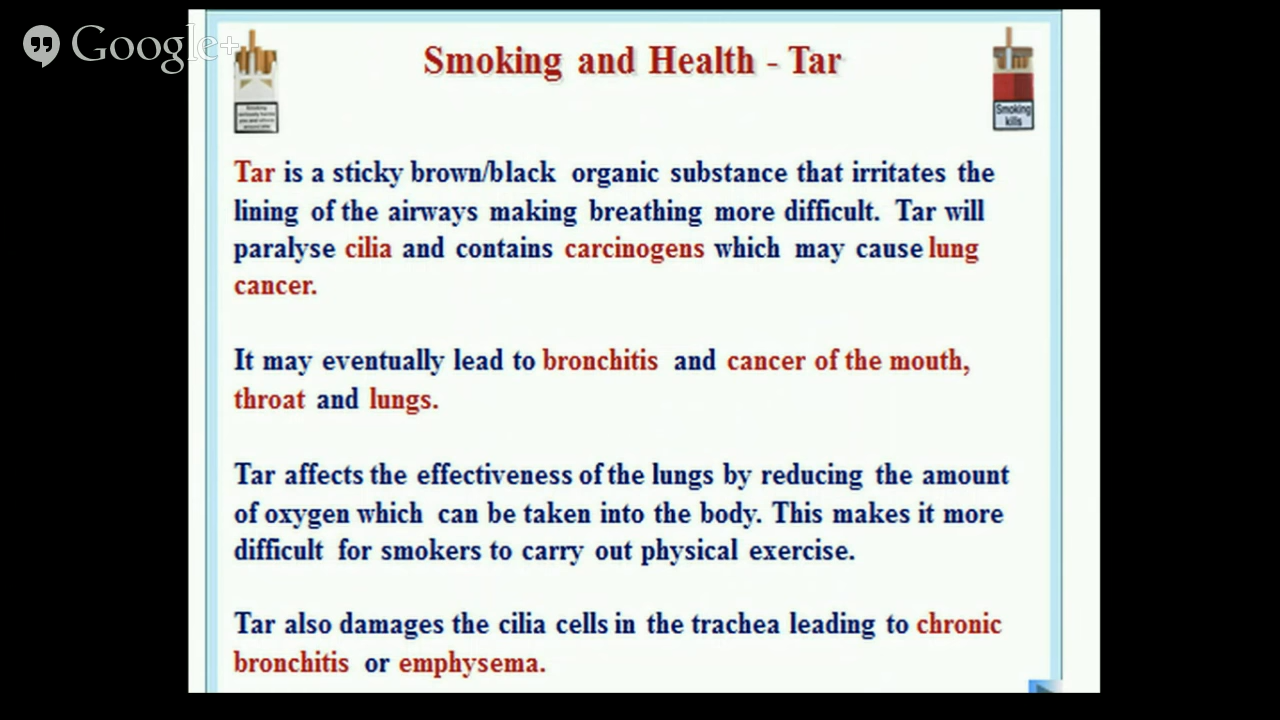 Google+
Smoking and Health - Tar
Smoking
kills
Tar is a sticky brown/black organic substance that irritates the
lining of the airways making breathing more difficult. Tar will
paralyse cilia and contains carcinogens which may cause lung
cancer.
It may eventually lead to bronchitis and cancer of the mouth,
throat and lungs.
Tar affects the effectiveness of the lungs by reducing the amount
of oxygen which can be taken into the body. This makes it more
difficult for smokers to carry out physical exercise.
Tar also damages the cilia cells in the trachea leading to chronic
bronchitis or emphysema.